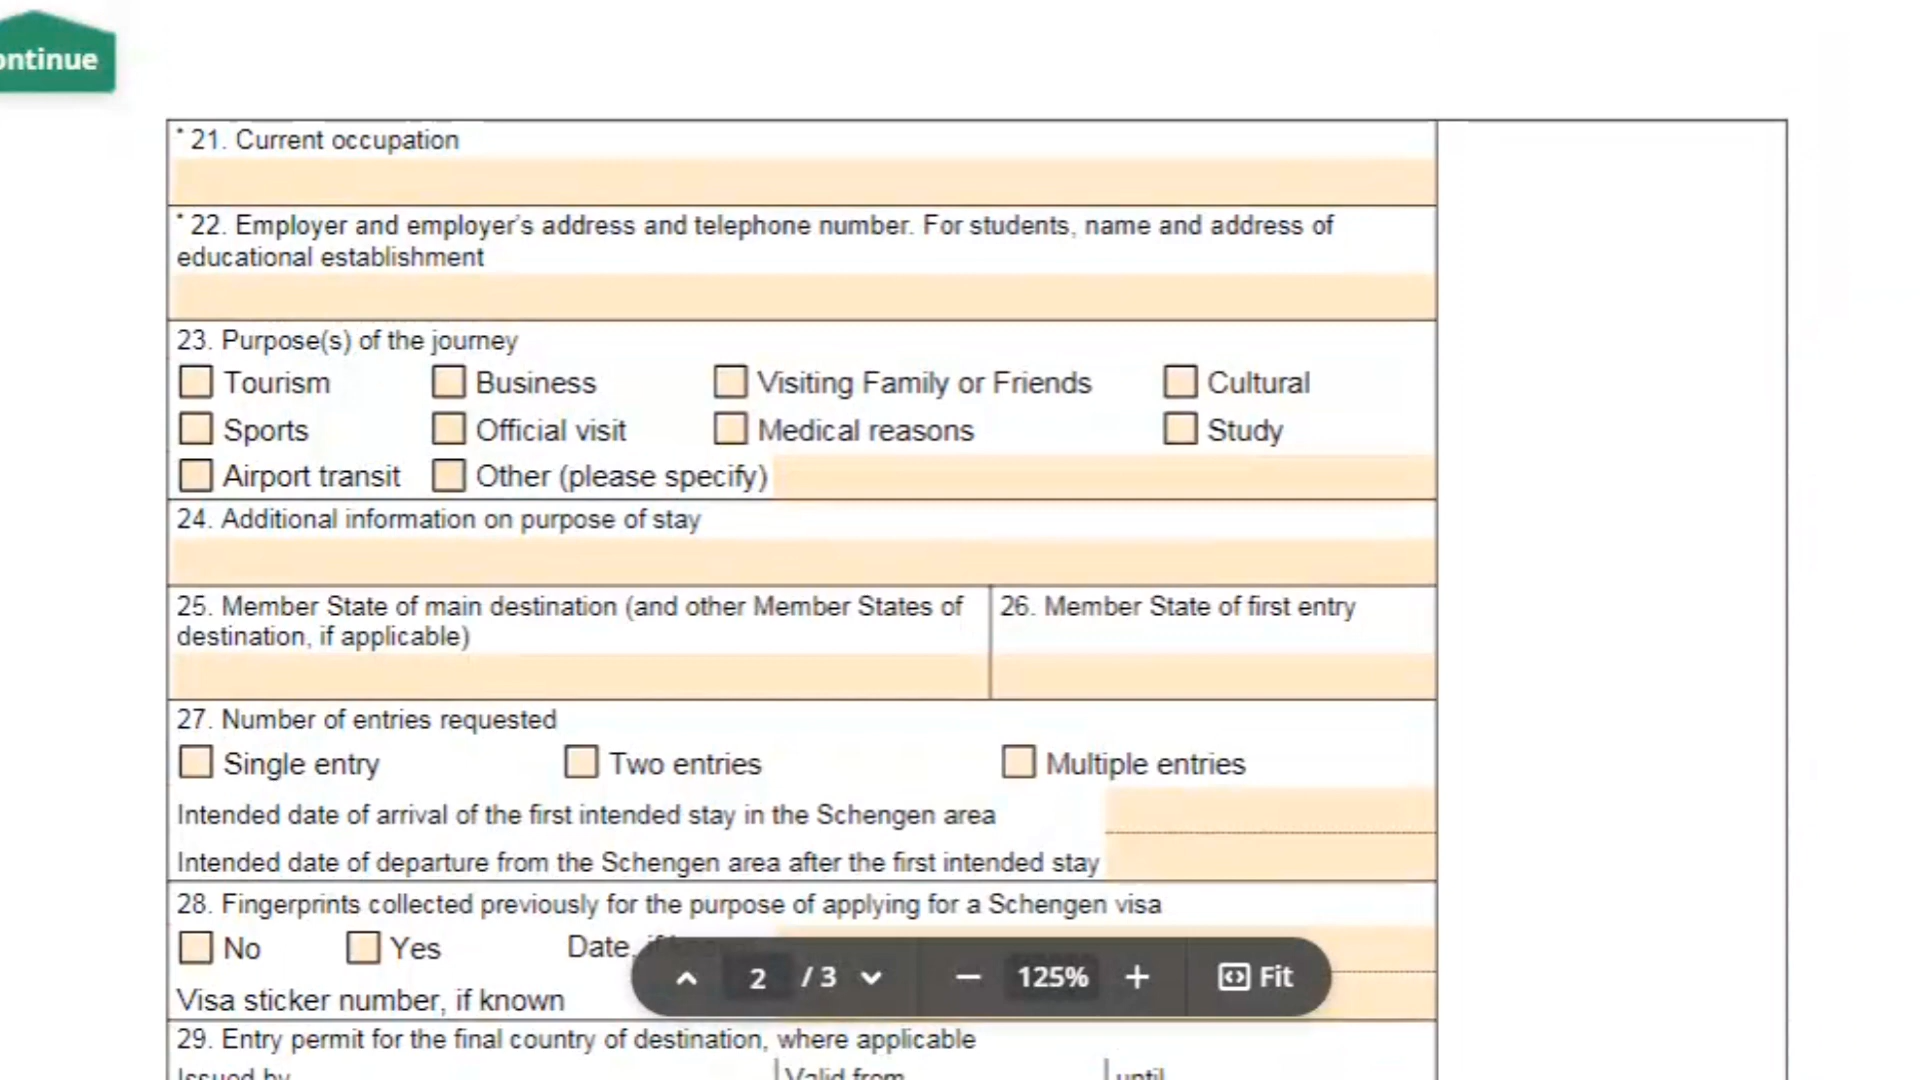 ontinue
* 21. Current occupation
* 22. Employer and employer's address and telephone number. For students, name and address of
educational establishment
23. Purpose(s) of the journey
Tourism Business Visiting Family or Friends Cultural
Sports Official visit Medical reasons Study
Airport transit Other (please specify)
24. Additional information on purpose of stay
25. Member State of main destination (and other Member States of
destination, if applicable)
26. Member State of first entry
27. Number of entries requested
Single entry Two entries Multiple entries
Intended date of arrival of the first intended stay in the Schengen area
Intended date of departure from the Schengen area after the first intended stay
28. Fingerprints collected previously for the purpose of applying for a Schengen visa
No Yes Date, if
2 / 3 125% Fit
Visa sticker number, if known
29. Entry permit for the final country of destination, where applicable
Issued by Valid from until